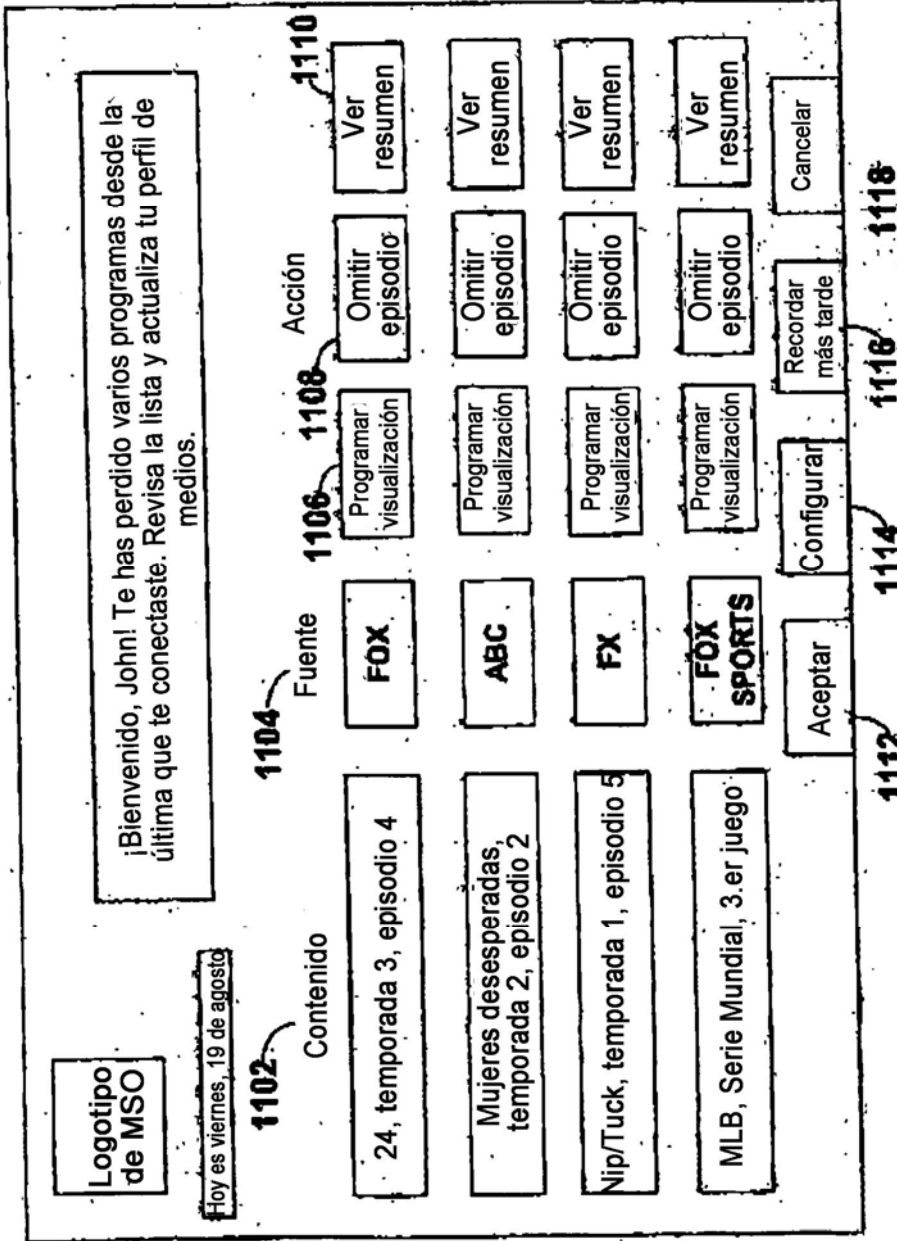 Logotipo
de MSO
¡Bienvenido, John! Te has perdido varios programas desde la
última que te conectaste. Revisa la lista y actualiza tu perfil de
medios.
Hoy es viernes, 19 de agosto
1102
Contenido
1104
Fuente
Acción
1106
1108
1110
24, temporada 3, episodio 4
FOX
Programar
visualización
Omitir
episodio
Ver
resumen
Mujeres desesperadas,
temporada 2, episodio 2
ABC
Programar
visualización
Omitir
episodio
Ver
resumen
Nip/Tuck, temporada 1, episodio 5
FX
Programar
visualización
Omitir
episodio
Ver
resumen
MLB, Serie Mundial, 3.er juego
FOX
SPORTS
Programar
visualización
Omitir
episodio
Ver
resumen
Aceptar
Configurar
Recordar
más tarde
Cancelar
1112
1114
1116
1118